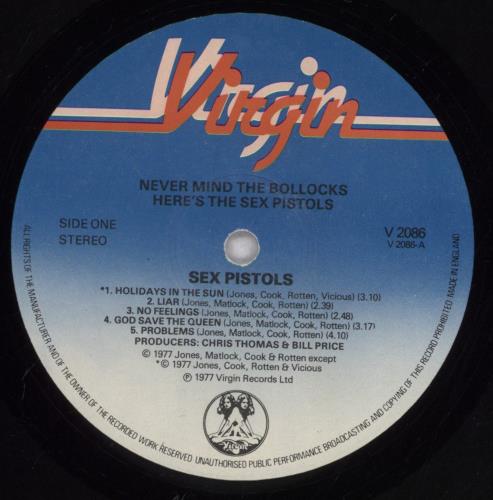 Virgin
NEVER MIND THE BOLLOCKS
HERE'S THE SEX PISTOLS
SIDE ONE
STEREO
V 2086
V 2086-A
SEX PISTOLS
*1. HOLIDAYS IN THE SUN (Jones, Cook, Rotten, Vicious) (3.10)
2. LIAR (Jones, Matlock, Cook, Rotten) (2.39)
3. NO FEELINGS (Jones, Matlock, Cook, Rotten) (2.48)
4. GOD SAVE THE QUEEN (Jones, Matlock, Cook, Rotten) (3.17)
5. PROBLEMS (Jones, Matlock, Cook, Rotten) (4.10)
PRODUCERS: CHRIS THOMAS & BILL PRICE
© 1977 Jones, Matlock, Cook & Rotten except
*© 1977 Jones, Cook, Rotten & Vicious
℗ 1977 Virgin Records Ltd
Virgin
ALL RIGHTS OF THE MANUFACTURER AND OF THE OWNER OF THE RECORDED WORK RESERVED UNAUTHORISED PUBLIC PERFORMANCE BROADCASTING AND COPYING OF THIS RECORD PROHIBITED MADE IN ENGLAND